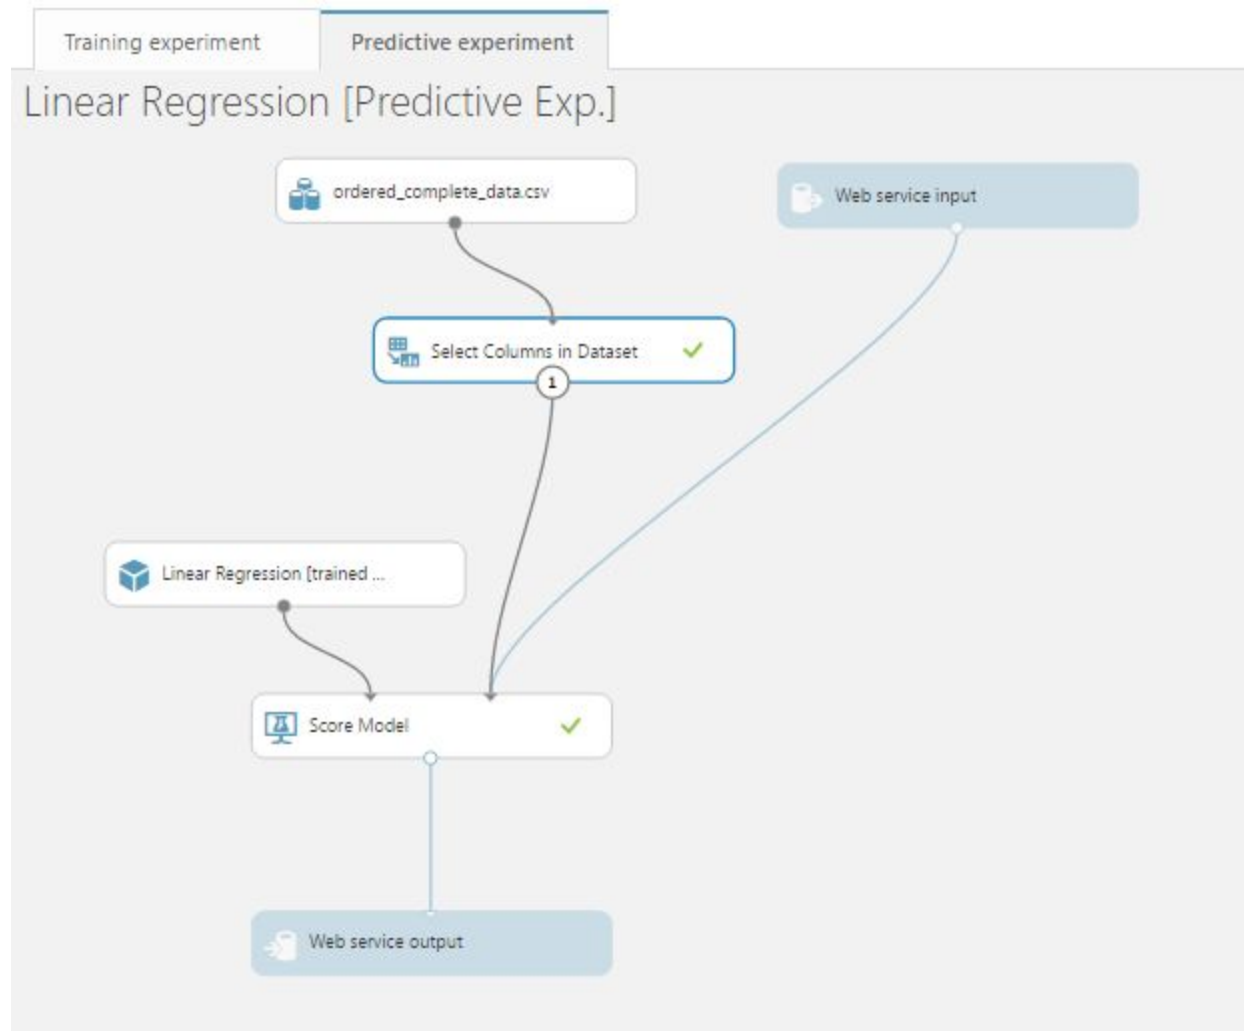 Training experiment
Predictive experiment
Linear Regression [Predictive Exp.]
ordered_complete_data.csv
Web service input
Select Columns in Dataset
1
Linear Regression [trained ...
Score Model
Web service output